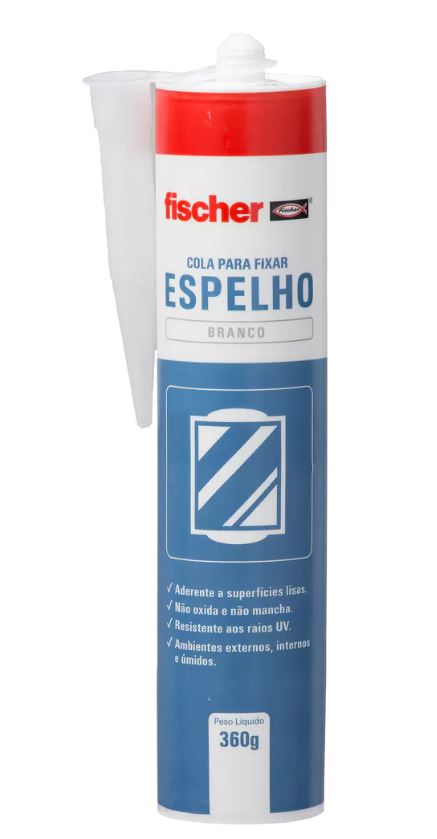 fischer fischer ®
COLA PARA FIXAR
ESPELHO
BRANCO
✓ Aderente a superfícies lisas.
✓ Não oxida e não mancha.
✓ Resistente aos raios UV.
✓ Ambientes externos, internos
e úmidos.
Peso Líquido
360g